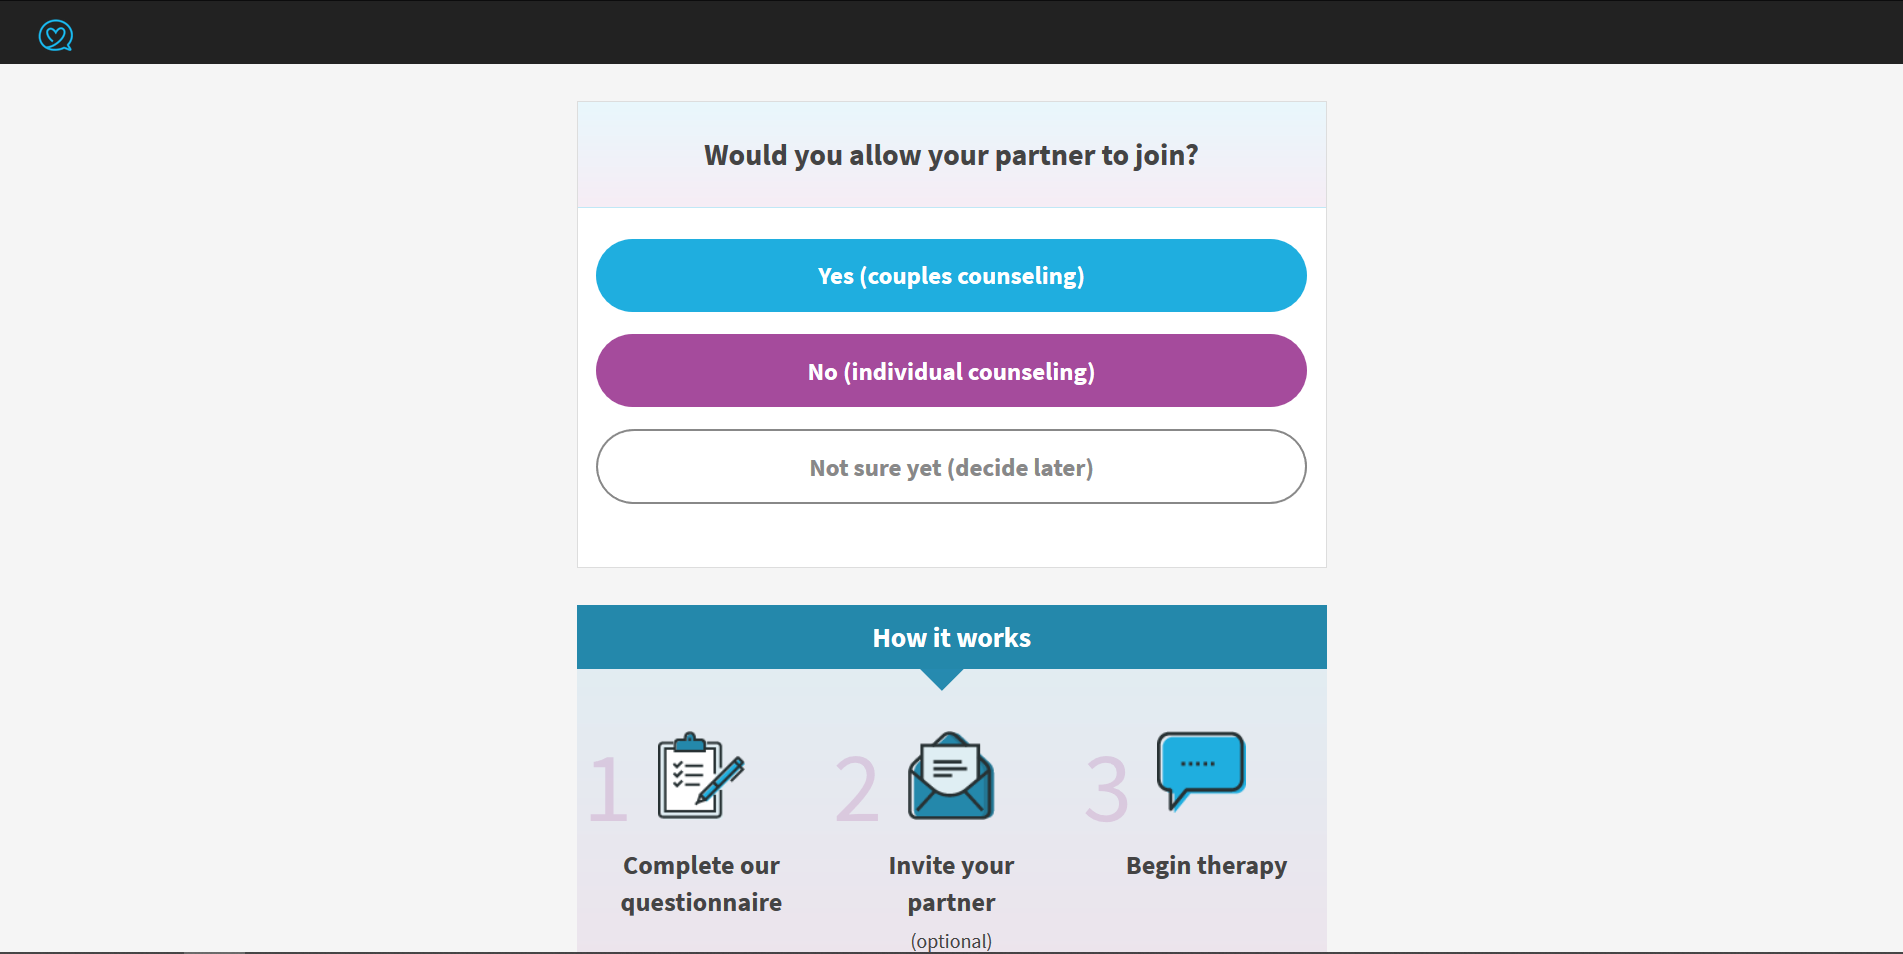 Would you allow your partner to join?
Yes (couples counseling)
No (individual counseling)
Not sure yet (decide later)
How it works
1
Complete our
questionnaire
2
Invite your
partner
(optional)
3
Begin therapy